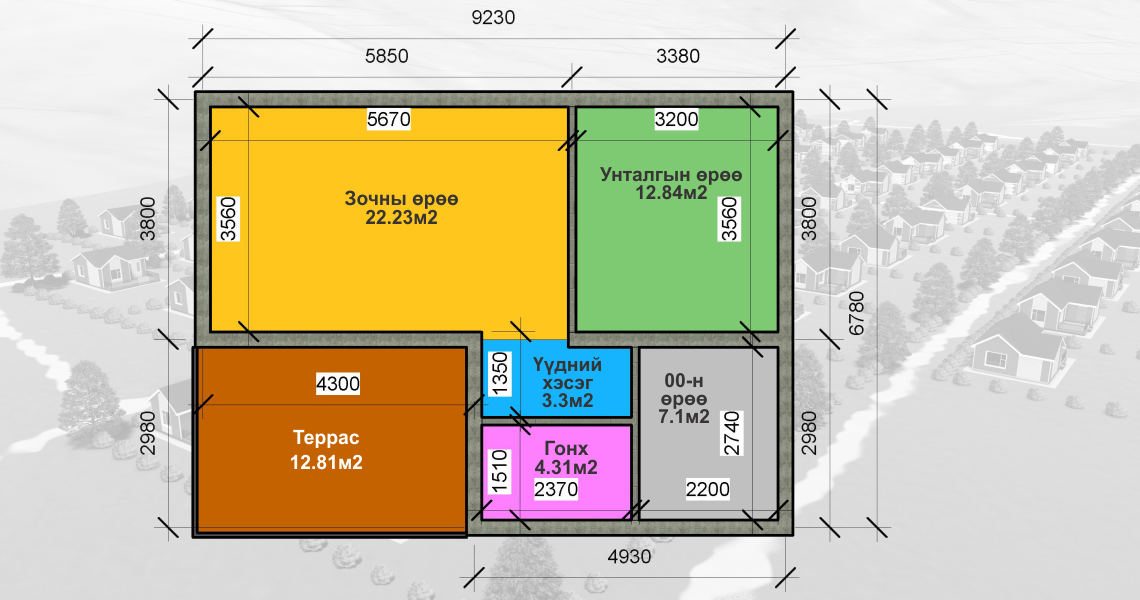 9230
5850
3380
5670
3200
Зочны өрөө
22.23м2
Унталгын өрөө
12.84м2
3800
3560
3560
3800
6780
4300
Террас
12.81м2
2980
1350
Үүдний
хэсэг
3.3м2
00-н
өрөө
7.1м2
2740
2980
Гонх
4.31м2
1510
2370
2200
4930